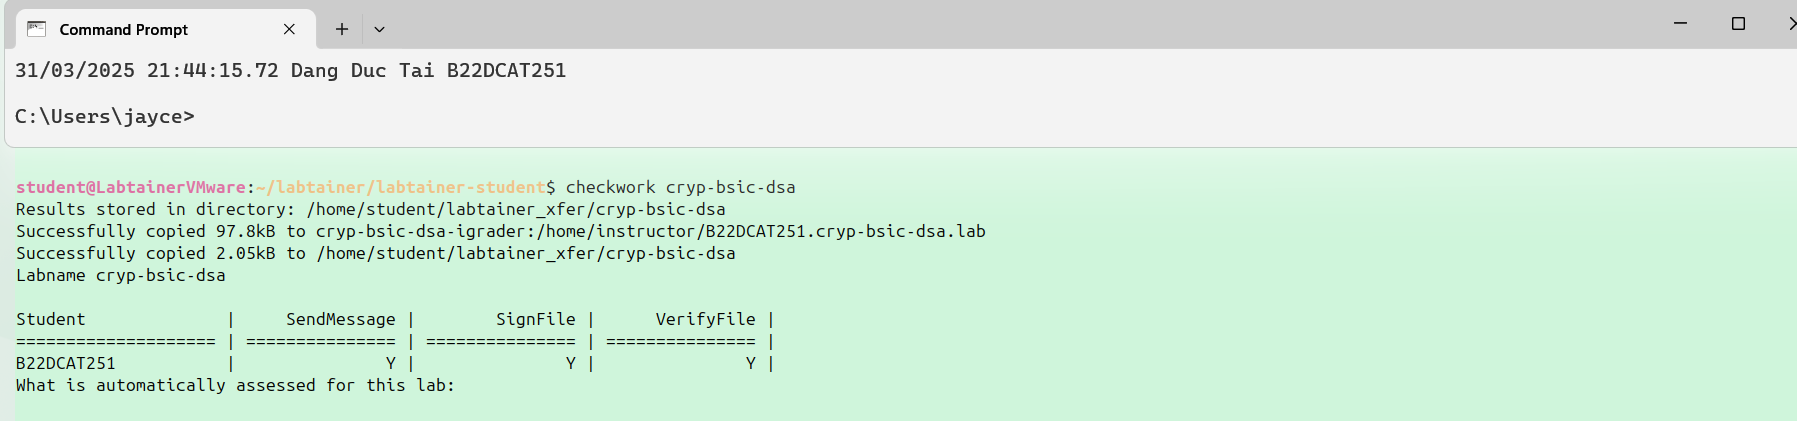 Command Prompt
31/03/2025 21:44:15.72 Dang Duc Tai B22DCAT251
C:\Users\jayce>
student@LabtainerVMware:~/labtainer/labtainer-student$ checkwork cryp-bsic-dsa
Results stored in directory: /home/student/labtainer_xfer/cryp-bsic-dsa
Successfully copied 97.8kB to cryp-bsic-dsa-igrader:/home/instructor/B22DCAT251.cryp-bsic-dsa.lab
Successfully copied 2.05kB to /home/student/labtainer_xfer/cryp-bsic-dsa
Labname cryp-bsic-dsa
Student | SendMessage | SignFile | VerifyFile |
==================== | =============== | =============== | =============== |
B22DCAT251 | Y | Y | Y |
What is automatically assessed for this lab: